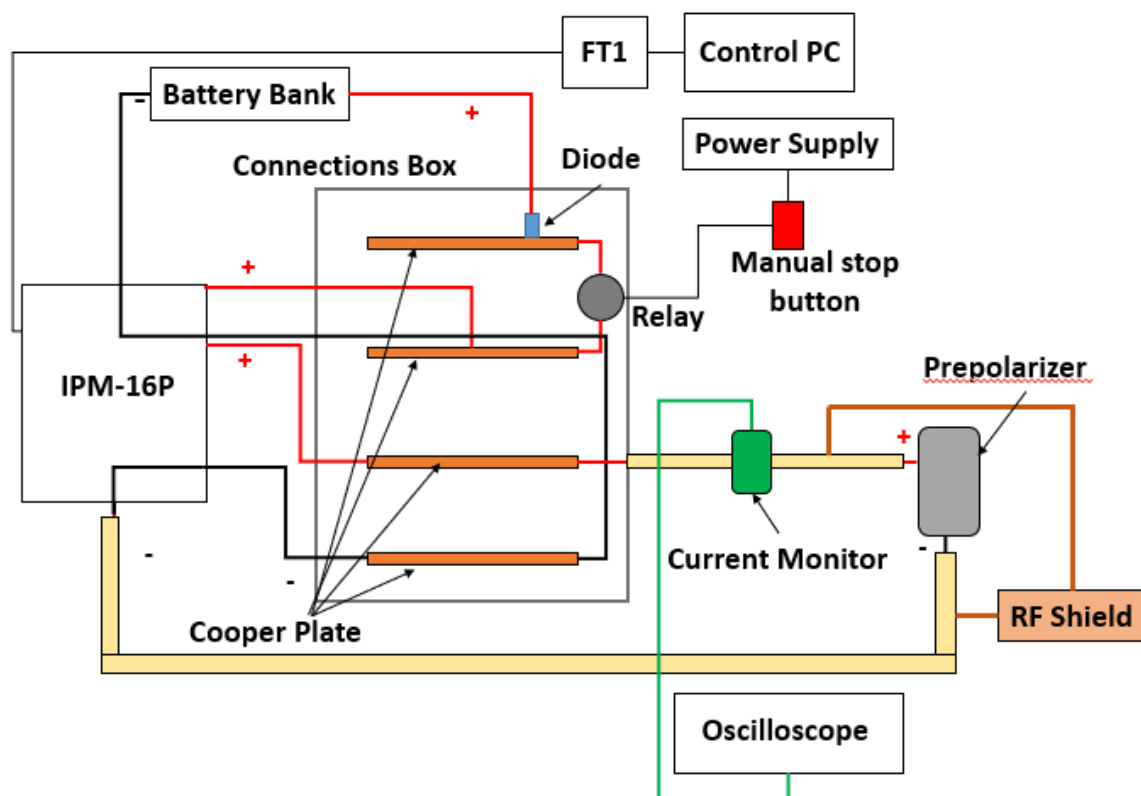 FT1
Control PC
- Battery Bank
+
Power Supply
Connections Box
Diode
+
Manual stop
button
Relay
+
IPM-16P
Prepolarizer
+
Current Monitor
-
-
-
Cooper Plate
RF Shield
Oscilloscope